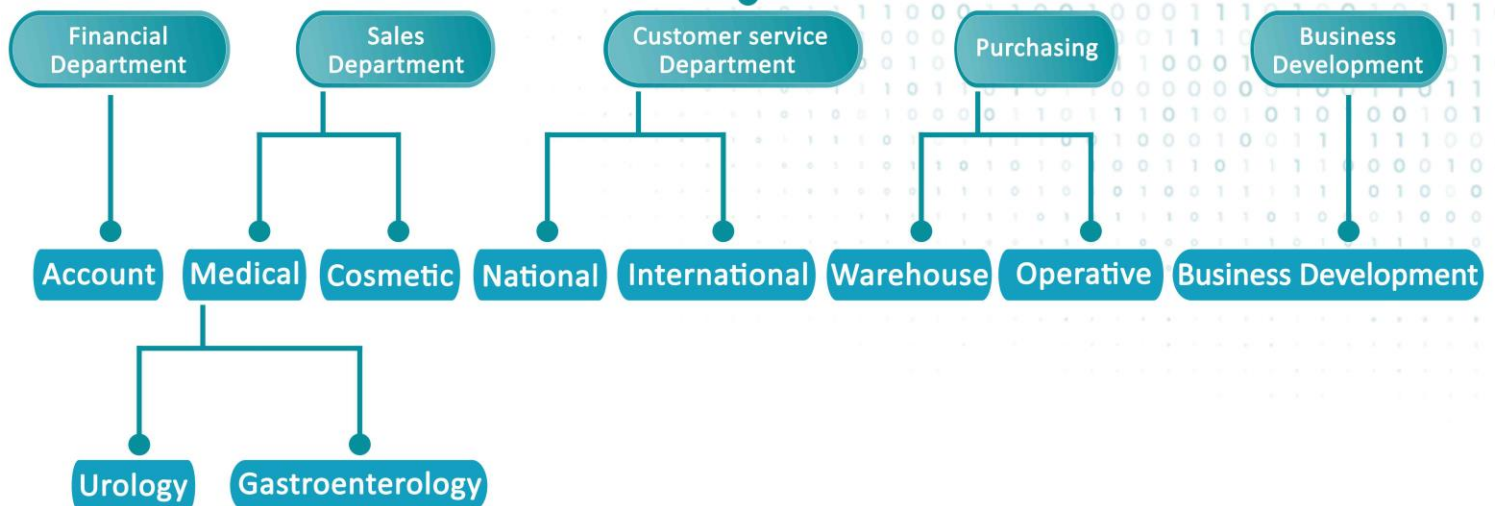 Financial
Department
Sales
Department
Customer service
Department
Purchasing
Business
Development
Account
Medical
Cosmetic
National
International
Warehouse
Operative
Business Development
Urology
Gastroenterology